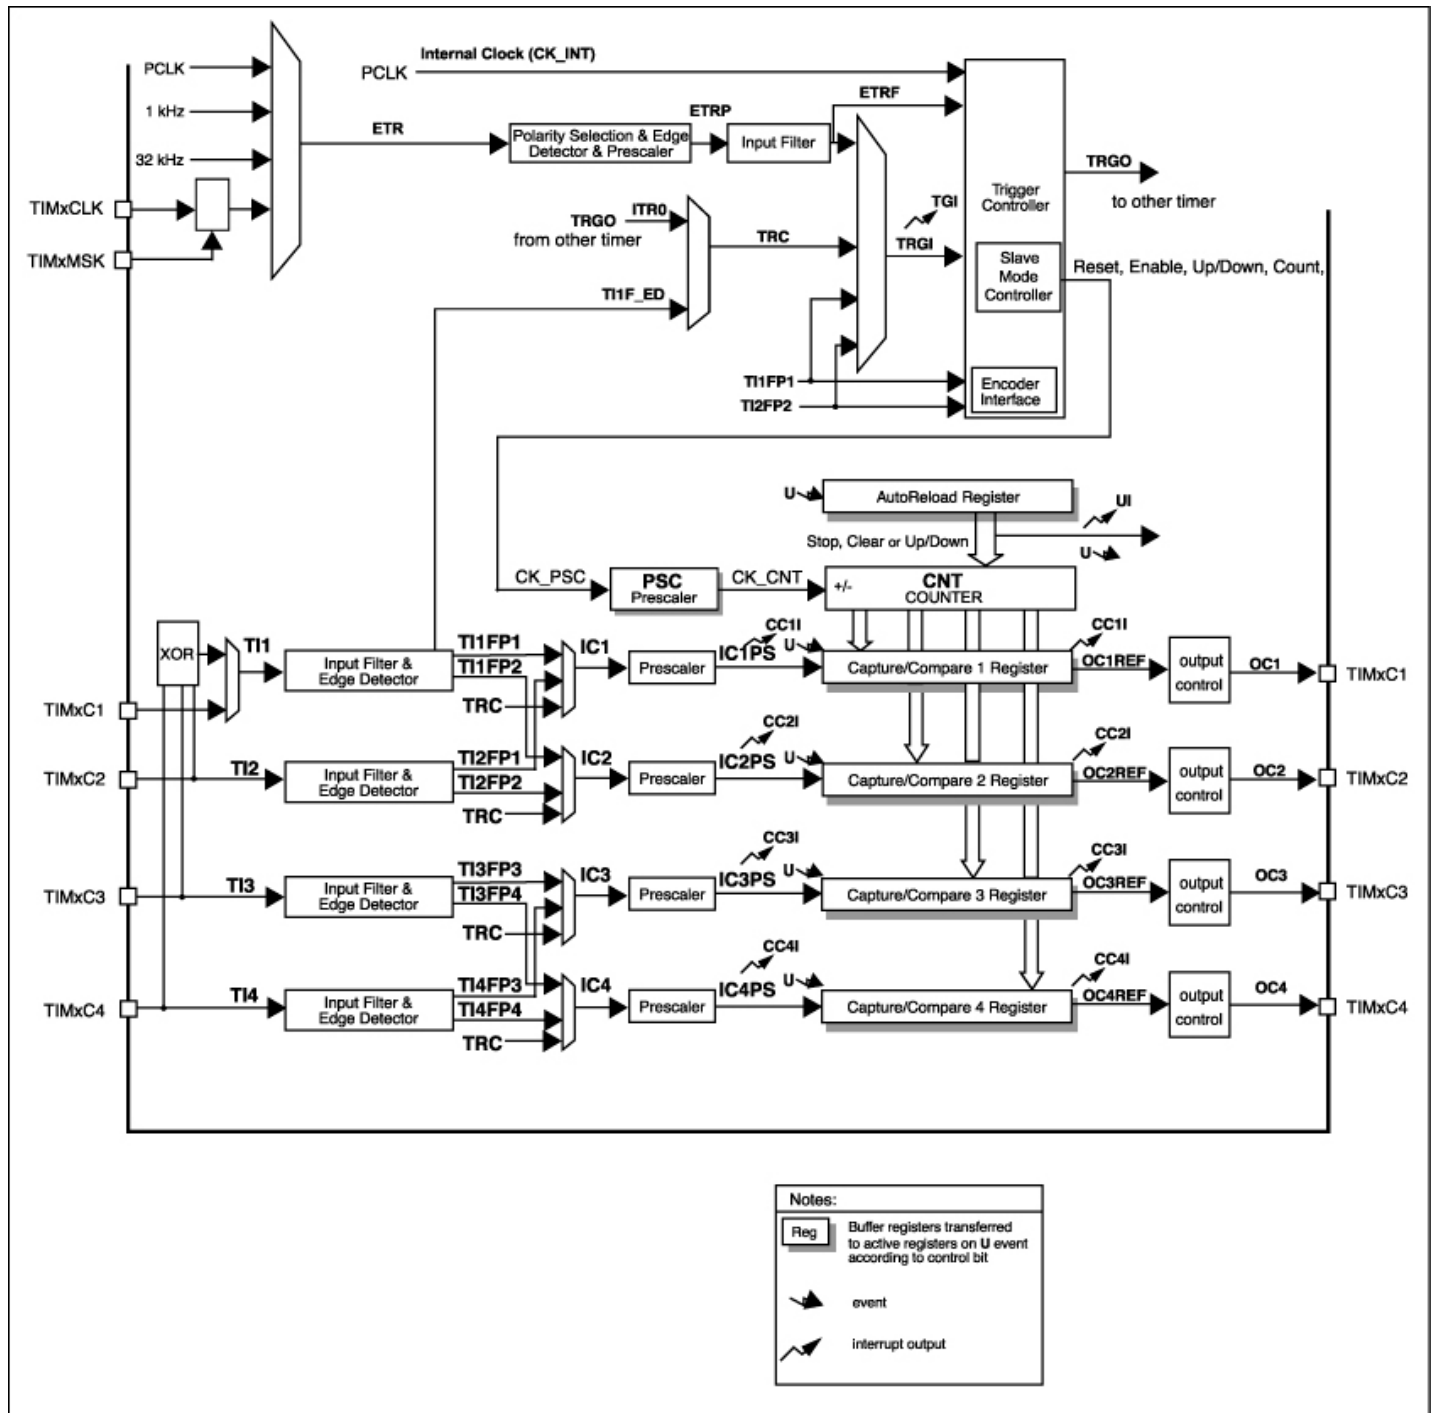 Internal Clock (CK_INT)
PCLK
PCLK
ETRF
1 kHz
ETRP
ETR
Polarity Selection & Edge
Detector & Prescaler
Input Filter
32 kHz
TRGO
to other timer
TIMxCLK
TIMxMSK
Trigger
Controller
TGI
ITR0
TRGO
from other timer
TRC
TRGI
Slave
Mode
Controller
Reset, Enable, Up/Down, Count,
TI1F_ED
TI1FP1
TI2FP2
Encoder
Interface
U
AutoReload Register
UI
Stop, Clear or Up/Down
U
CK_PSC
PSC
Prescaler
CK_CNT
+/-
CNT
COUNTER
XOR
TI1
Input Filter &
Edge Detector
TI1FP1
TI1FP2
TRC
IC1
Prescaler
CC1I
IC1PS
U
Capture/Compare 1 Register
CC1I
OC1REF
output
control
OC1
TIMxC1
TIMxC1
TIMxC2
TI2
Input Filter &
Edge Detector
TI2FP1
TI2FP2
TRC
IC2
Prescaler
CC2I
IC2PS
U
Capture/Compare 2 Register
CC2I
OC2REF
output
control
OC2
TIMxC2
TIMxC3
TI3
Input Filter &
Edge Detector
TI3FP3
TI3FP4
TRC
IC3
Prescaler
CC3I
IC3PS
U
Capture/Compare 3 Register
CC3I
OC3REF
output
control
OC3
TIMxC3
TIMxC4
TI4
Input Filter &
Edge Detector
TI4FP3
TI4FP4
TRC
IC4
Prescaler
CC4I
IC4PS
U
Capture/Compare 4 Register
CC4I
OC4REF
output
control
OC4
TIMxC4
Notes:
Reg
Buffer registers transferred
to active registers on U event
according to control bit
event
interrupt output